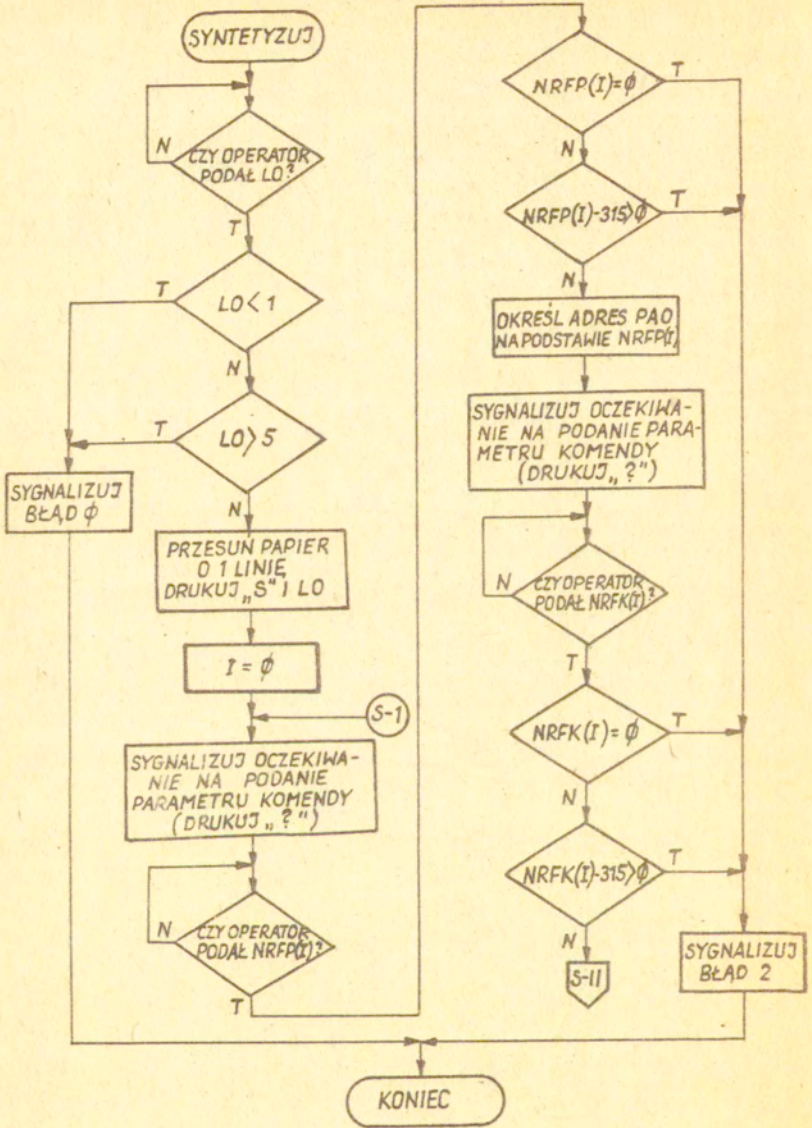 SYNTETYZUJ
CZY OPERATOR
PODAŁ LO?
N
T
LO < 1
T
N
LO > 5
T
N
SYGNALIZUJ
BŁĄD ϕ
PRZESUŃ PAPIER
O 1 LINIĘ
DRUKUJ „S" I LO
I = ϕ
S-1
SYGNALIZUJ OCZEKIWA-
NIE NA PODANIE
PARAMETRU KOMENDY
(DRUKUJ „?")
N
CZY OPERATOR
PODAŁ NRFP(I)?
T
NRFP(I)=ϕ
T
N
NRFP(I)-315>ϕ
T
N
OKREŚL ADRES PAO
NA PODSTAWIE NRFP(I)
SYGNALIZUJ OCZEKIWA-
NIE NA PODANIE PARA-
METRU KOMENDY
(DRUKUJ „?")
N
CZY OPERATOR
PODAŁ NRFK(I)?
T
NRFK(I)=ϕ
T
N
NRFK(I)-315>ϕ
T
N
S-II
SYGNALIZUJ
BŁĄD 2
KONIEC